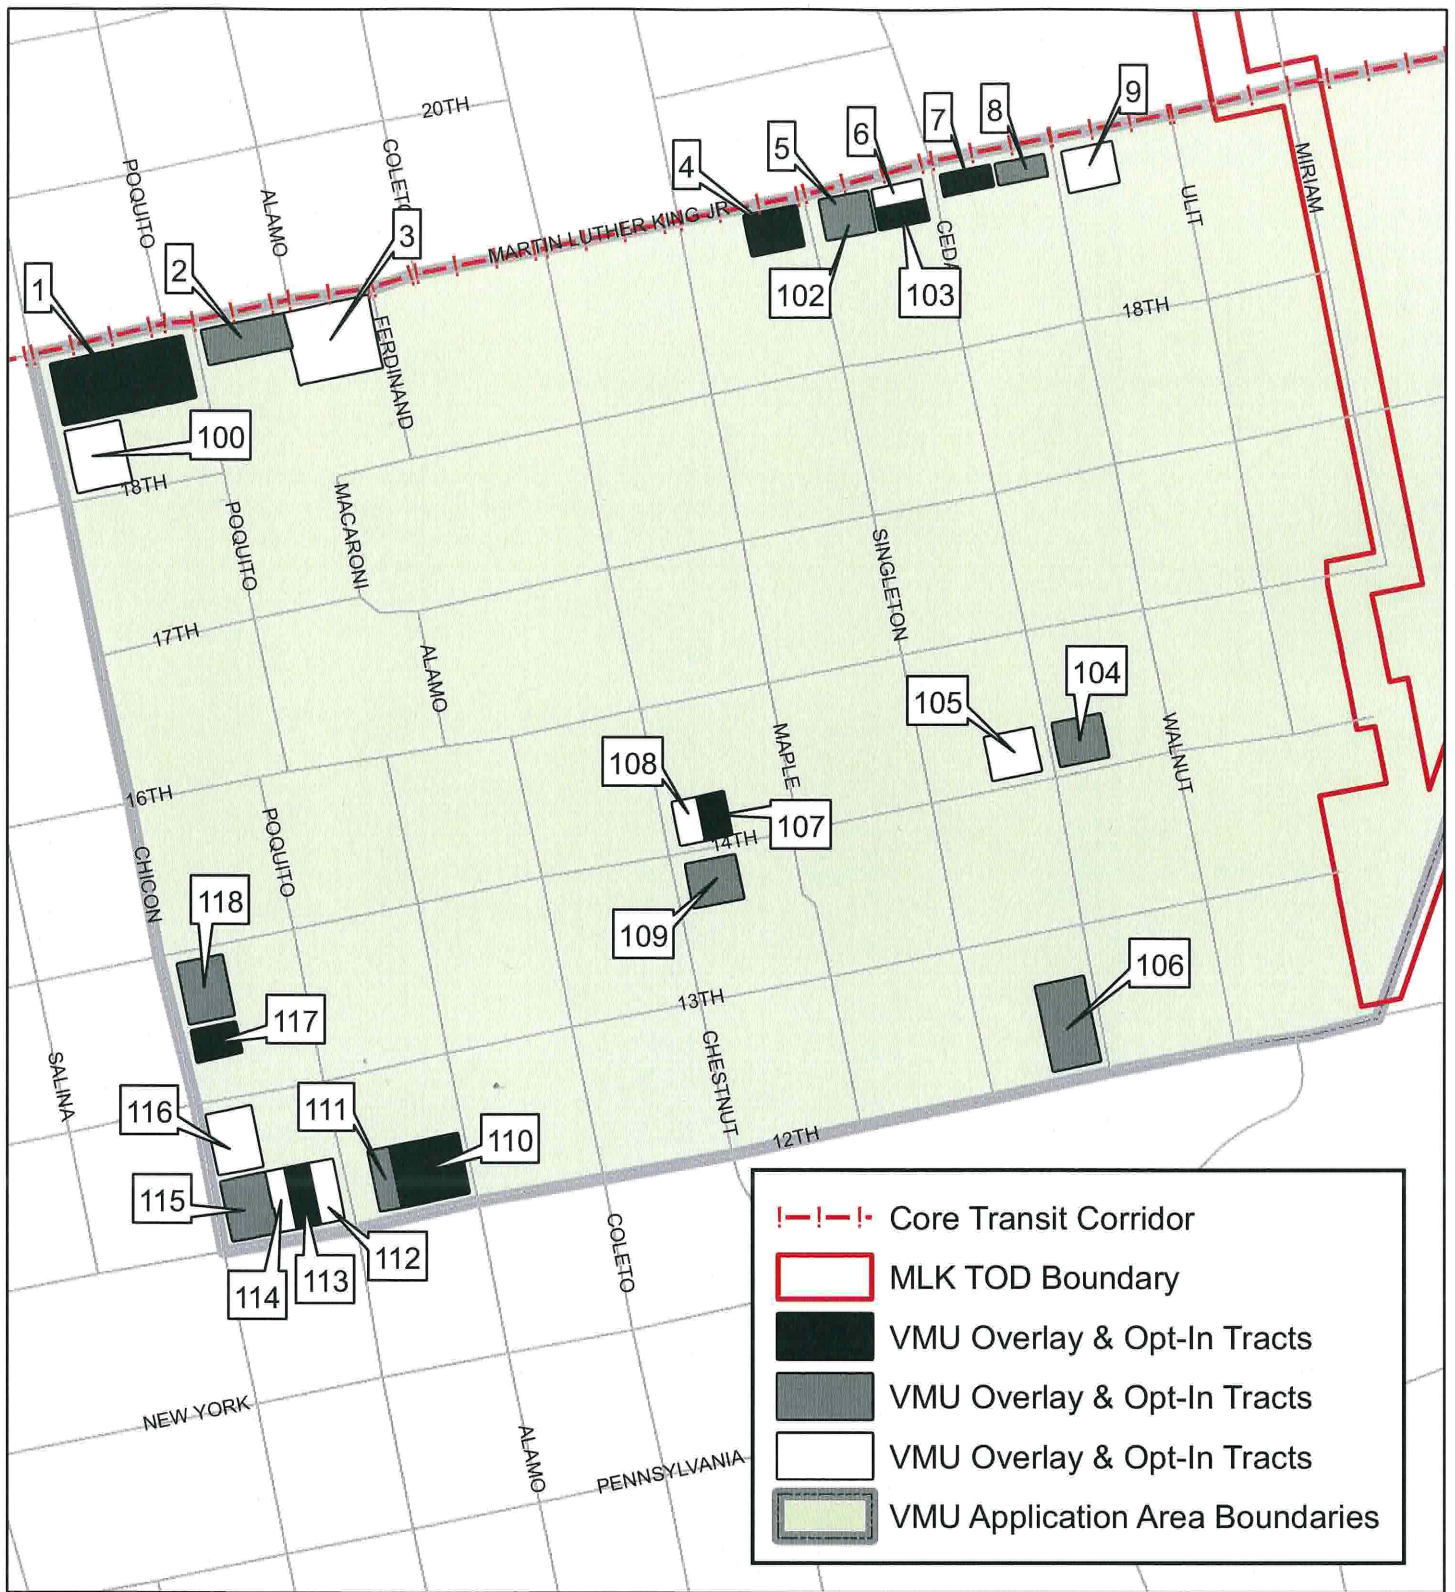 20TH
POQUITO
ALAMO
COLETO
MARTIN LUTHER KING JR
1
2
3
4
5
6
7
8
9
MIRIAM
ULIT
102
103
18TH
FERDINAND
100
18TH
POQUITO
MACARONI
SINGLETON
17TH
ALAMO
105
104
WALNUT
MAPLE
108
107
14TH
16TH
POQUITO
CHICON
118
109
106
117
13TH
SALINA
CHESTNUT
116
111
110
12TH
115
114
113
112
COLETO
NEW YORK
ALAMO
PENNSYLVANIA
Core Transit Corridor
MLK TOD Boundary
VMU Overlay & Opt-In Tracts
VMU Overlay & Opt-In Tracts
VMU Overlay & Opt-In Tracts
VMU Application Area Boundaries